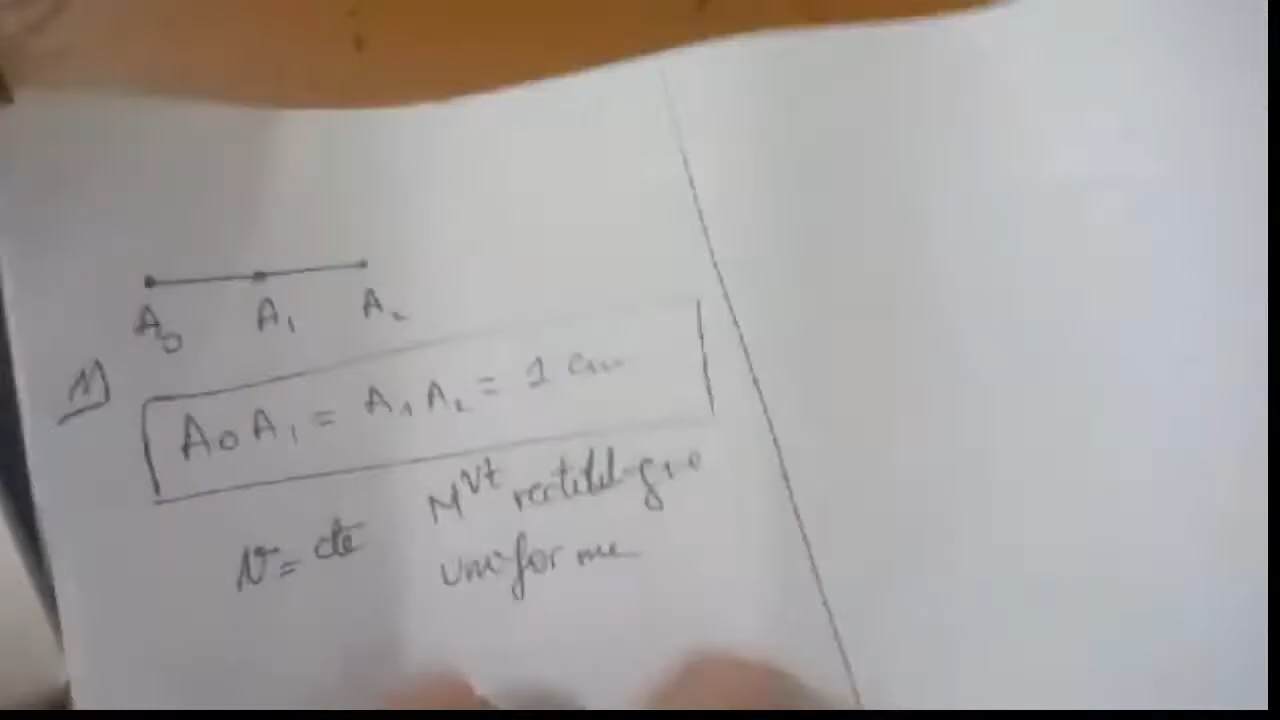 A₀ A₁ A₂
1) A₀A₁ = A₁A₂ = 1 cm
v = cte Mvt rectiligne
uniforme